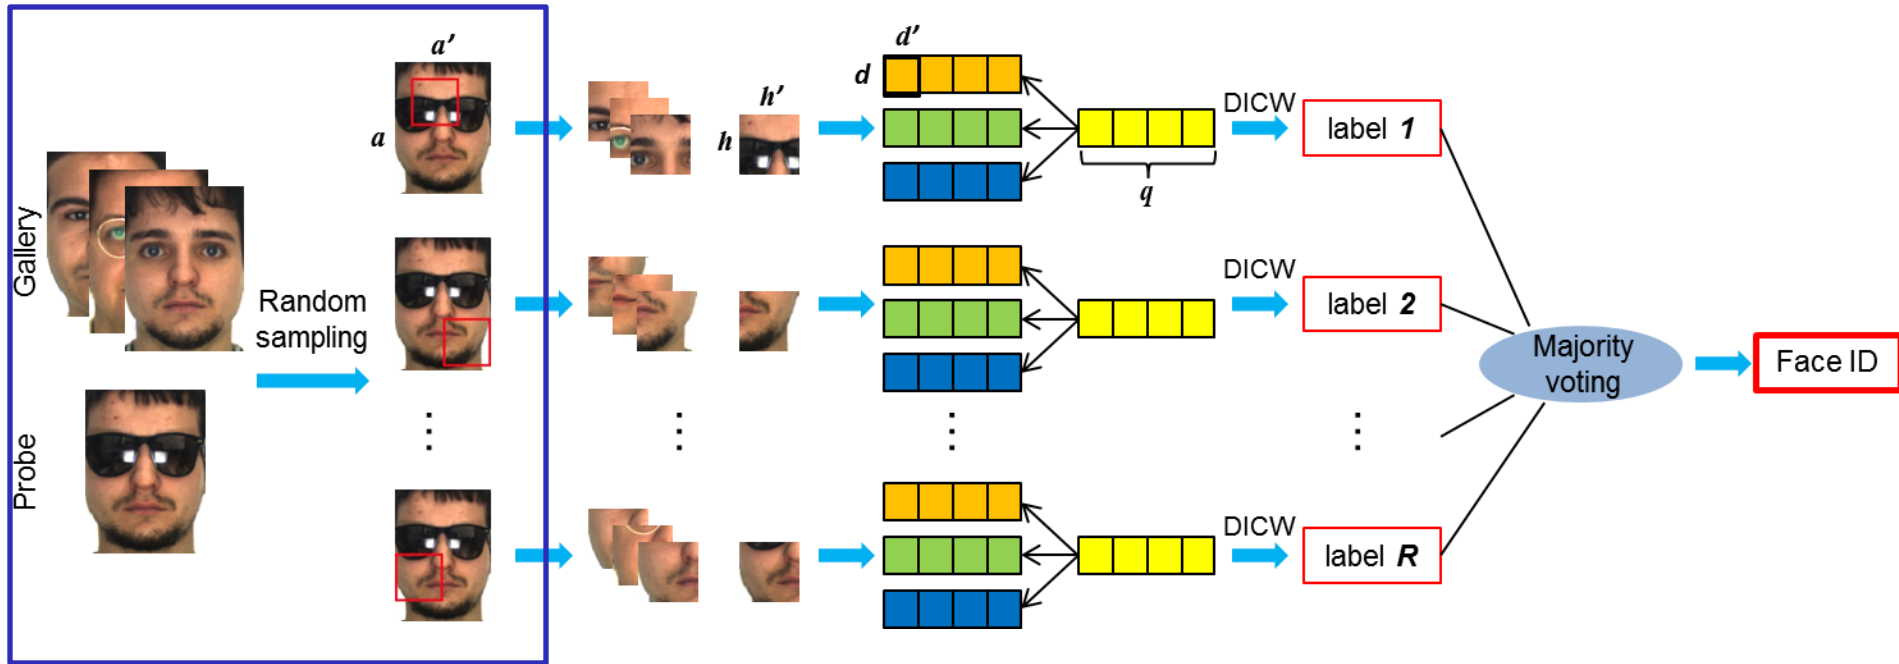 Gallery
Probe
Random
sampling
a'
a
h'
h
d'
d
q
DICW
label 1
DICW
label 2
DICW
label R
Majority
voting
Face ID